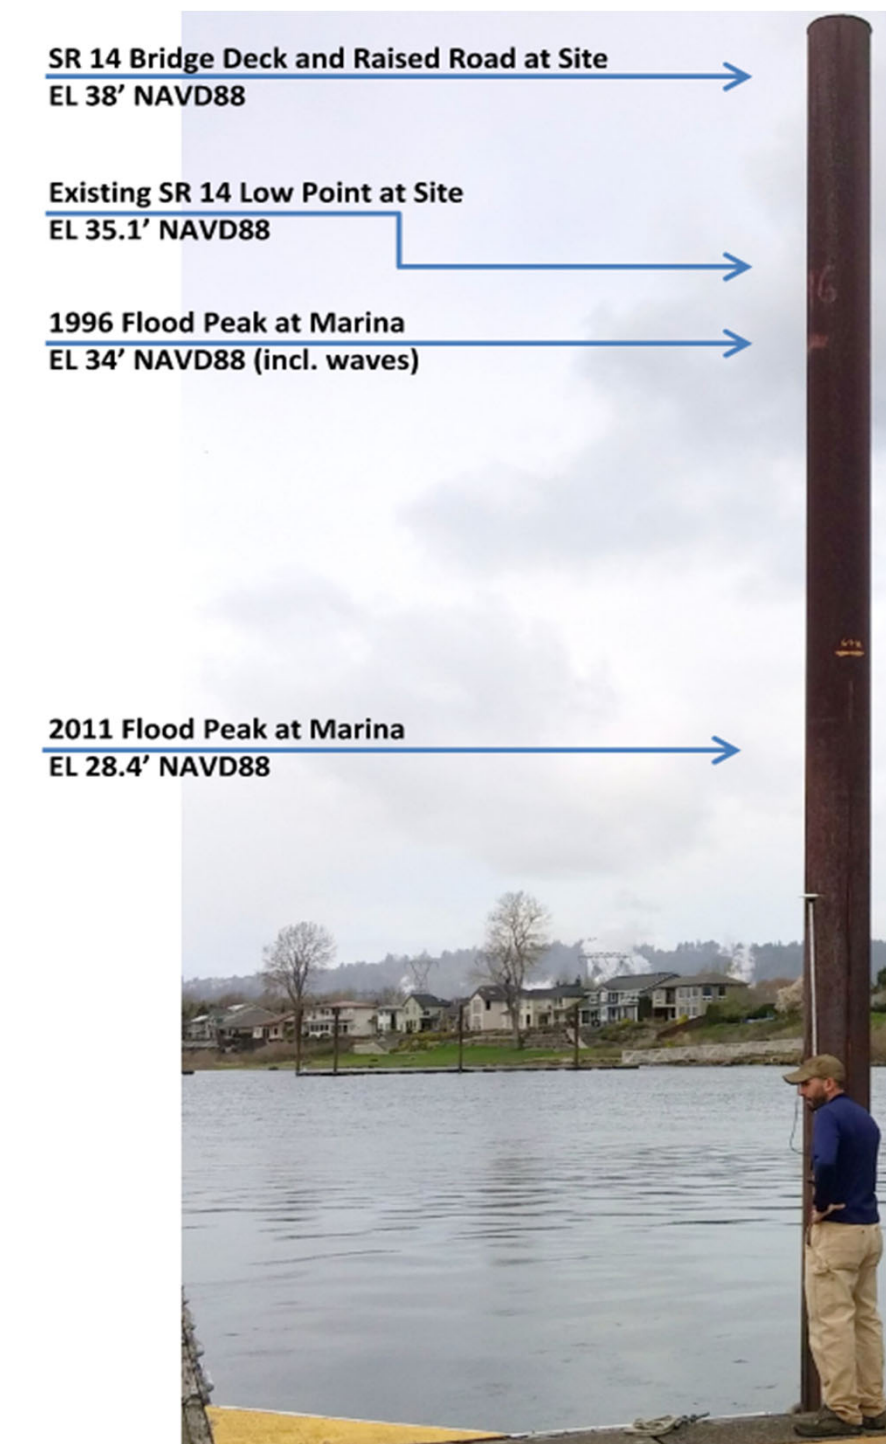 SR 14 Bridge Deck and Raised Road at Site
EL 38’ NAVD88
Existing SR 14 Low Point at Site
EL 35.1’ NAVD88
1996 Flood Peak at Marina
EL 34’ NAVD88 (incl. waves)
16
2011 Flood Peak at Marina
EL 28.4’ NAVD88